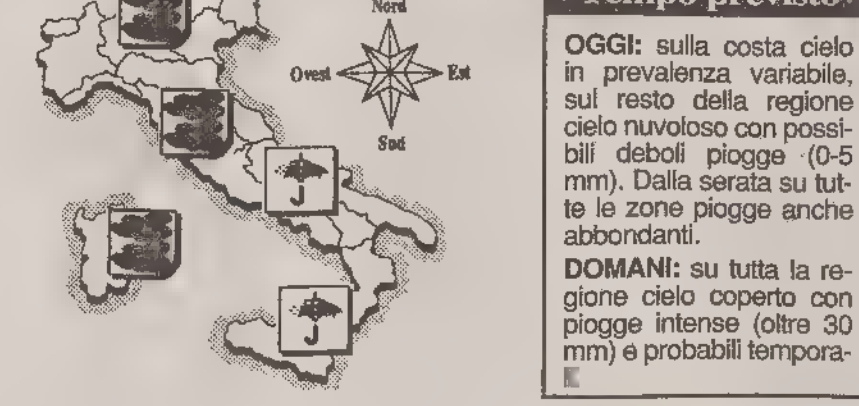 Nord
Ovest
Est
Sud
Tempo previsto
OGGI: sulla costa cielo
in prevalenza variabile,
sul resto della regione
cielo nuvoloso con possi-
bili deboli piogge (0-5
mm). Dalla serata su tut-
te le zone piogge anche
abbondanti.
DOMANI: su tutta la re-
gione cielo coperto con
piogge intense (oltre 30
mm) e probabili tempora-